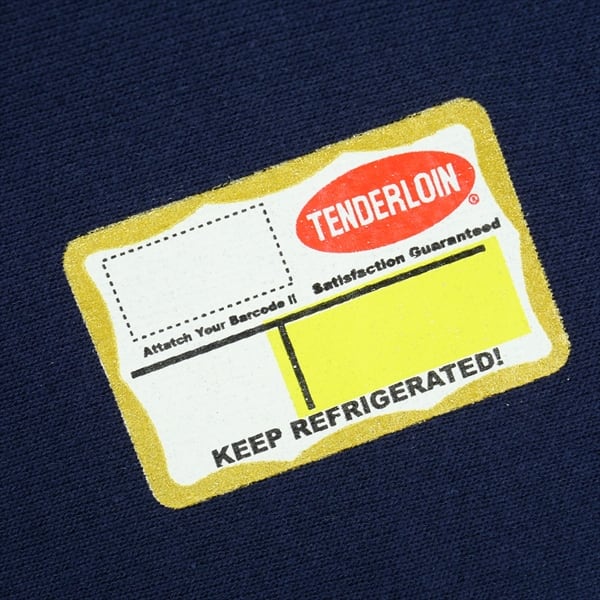 TENDERLOIN®
Satisfaction Guaranteed
Attatch Your Barcode !!
KEEP REFRIGERATED!